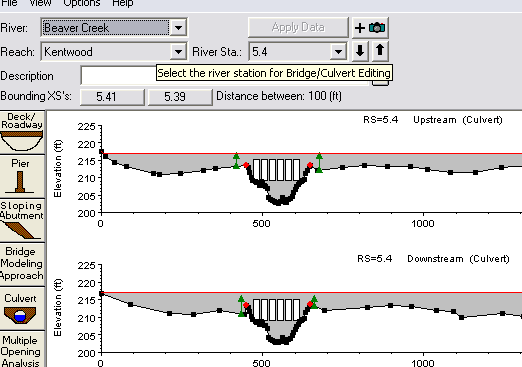 File View Options Help
River: Beaver Creek Apply Data
Reach: Kentwood River Sta.: 5.4
Description Select the river station for Bridge/Culvert Editing
Bounding XS's: 5.41 5.39 Distance between: 100 (ft)
Deck/
Roadway
Pier
Sloping
Abutment
Bridge
Modeling
Approach
Culvert
Multiple
Opening
Analysis
RS=5.4 Upstream (Culvert)
Elevation (ft)
225
220
215
210
205
200
0 500 1000
RS=5.4 Downstream (Culvert)
Elevation (ft)
225
220
215
210
205
200
0 500 1000